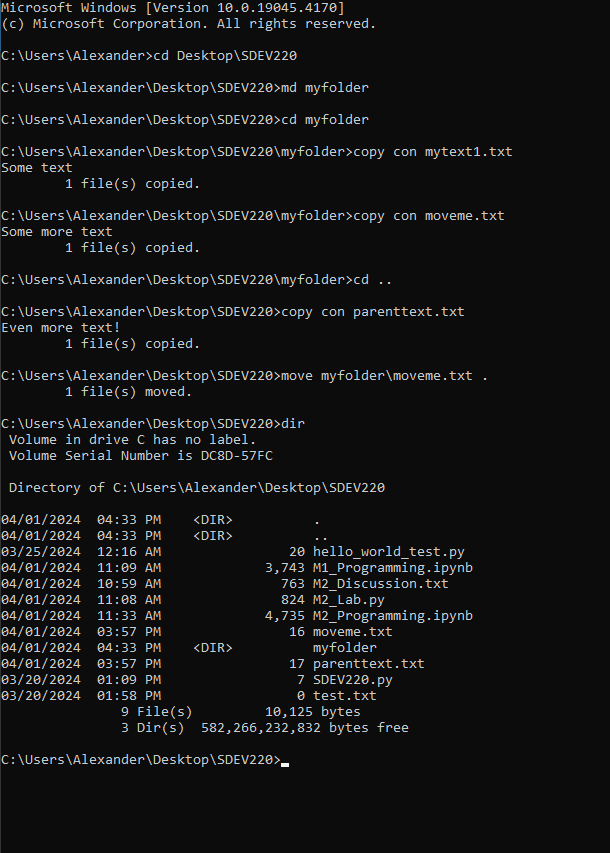 Microsoft Windows [Version 10.0.19045.4170]
(c) Microsoft Corporation. All rights reserved.
C:\Users\Alexander>cd Desktop\SDEV220
C:\Users\Alexander\Desktop\SDEV220>md myfolder
C:\Users\Alexander\Desktop\SDEV220>cd myfolder
C:\Users\Alexander\Desktop\SDEV220\myfolder>copy con mytext1.txt
Some text
        1 file(s) copied.
C:\Users\Alexander\Desktop\SDEV220\myfolder>copy con moveme.txt
Some more text
        1 file(s) copied.
C:\Users\Alexander\Desktop\SDEV220\myfolder>cd ..
C:\Users\Alexander\Desktop\SDEV220>copy con parenttext.txt
Even more text!
        1 file(s) copied.
C:\Users\Alexander\Desktop\SDEV220>move myfolder\moveme.txt .
        1 file(s) moved.
C:\Users\Alexander\Desktop\SDEV220>dir
 Volume in drive C has no label.
 Volume Serial Number is DC8D-57FC
 Directory of C:\Users\Alexander\Desktop\SDEV220
04/01/2024  04:33 PM    <DIR>          .
04/01/2024  04:33 PM    <DIR>          ..
03/25/2024  12:16 AM                20 hello_world_test.py
04/01/2024  11:09 AM             3,743 M1_Programming.ipynb
04/01/2024  10:59 AM               763 M2_Discussion.txt
04/01/2024  11:08 AM               824 M2_Lab.py
04/01/2024  11:33 AM             4,735 M2_Programming.ipynb
04/01/2024  03:57 PM                16 moveme.txt
04/01/2024  04:33 PM    <DIR>          myfolder
04/01/2024  03:57 PM                17 parenttext.txt
03/20/2024  01:09 PM                 7 SDEV220.py
03/20/2024  01:58 PM                 0 test.txt
               9 File(s)         10,125 bytes
               3 Dir(s)  582,266,232,832 bytes free
C:\Users\Alexander\Desktop\SDEV220>